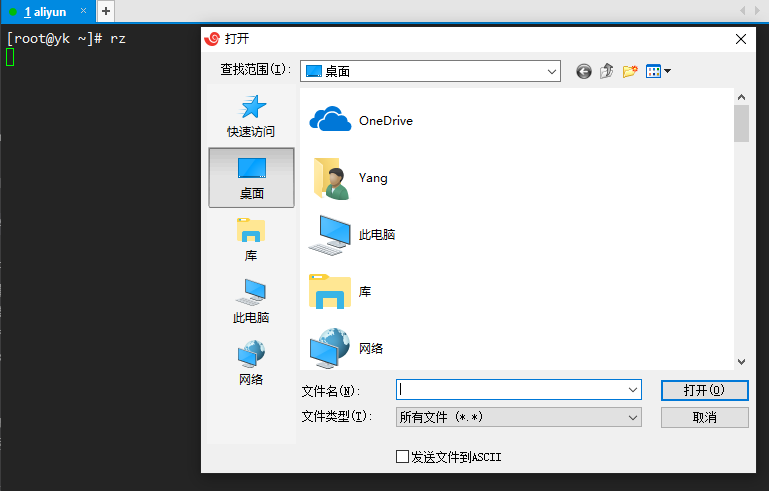 1 aliyun
[root@yk ~]# rz
打开
查找范围(I):
桌面
快速访问
桌面
库
此电脑
网络
OneDrive
Yang
此电脑
库
网络
文件名(N):
打开(O)
文件类型(T):
所有文件 (*.*)
取消
发送文件到ASCII